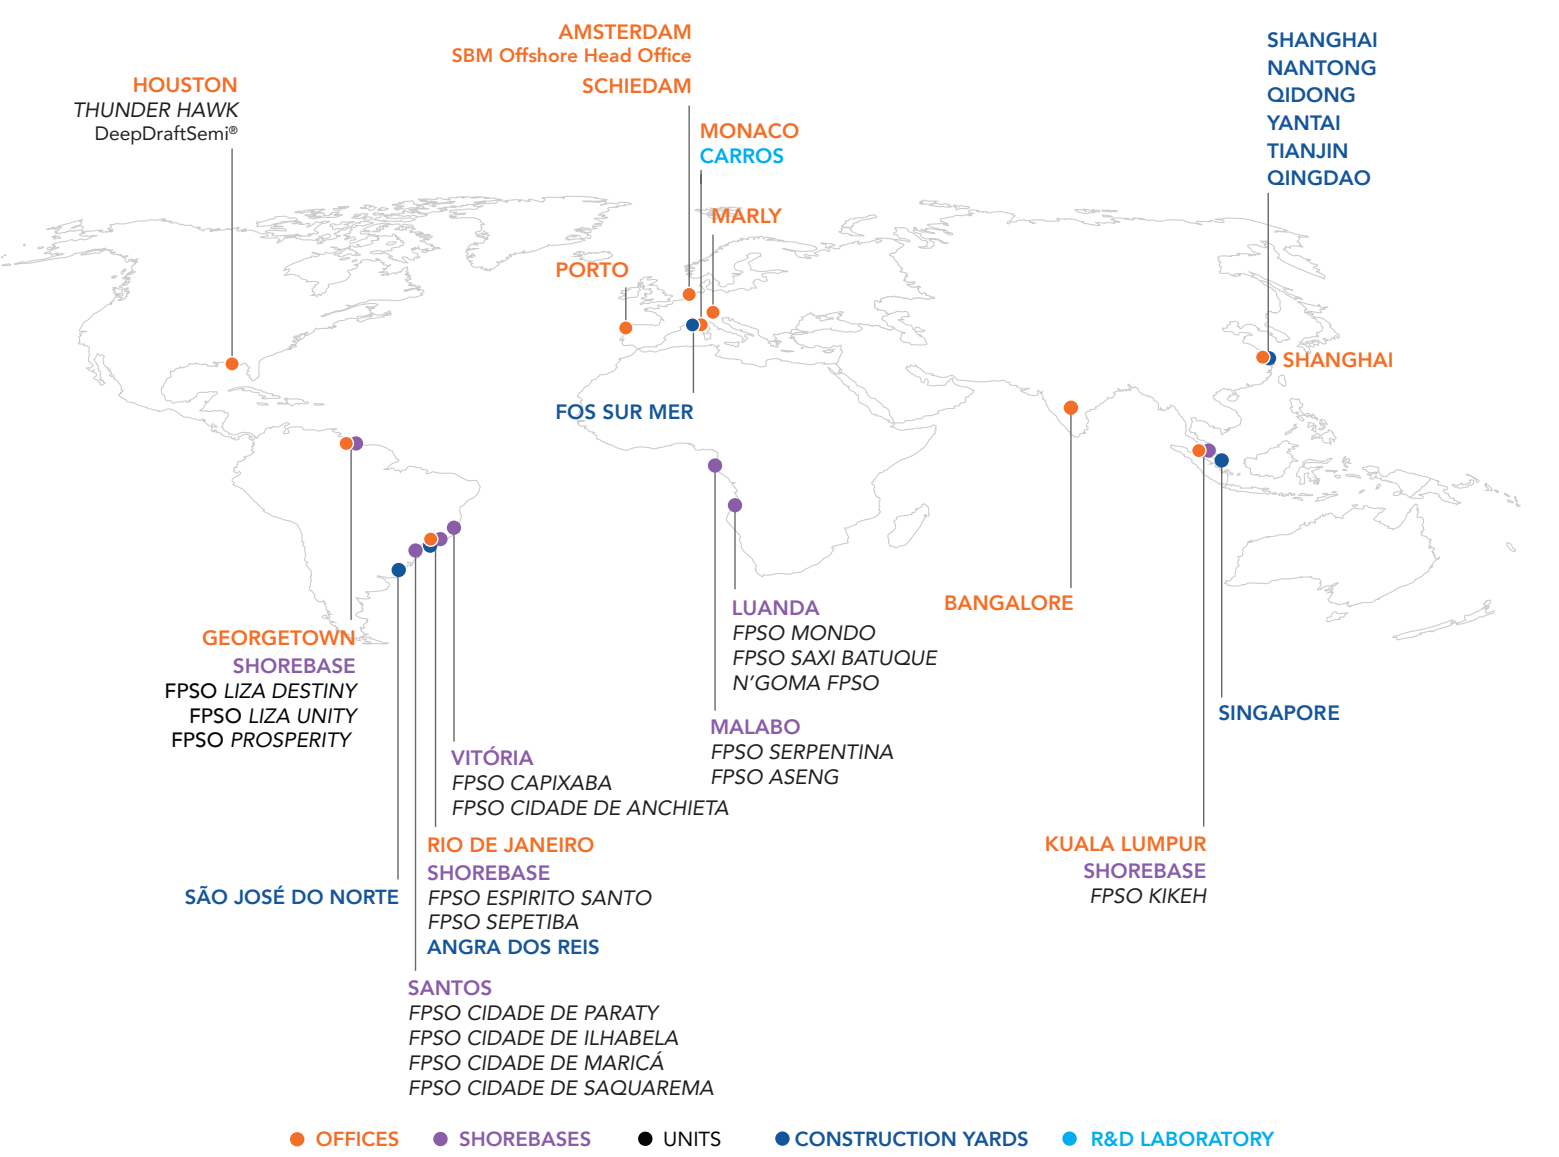 AMSTERDAM
SBM Offshore Head Office
SCHIEDAM
HOUSTON
THUNDER HAWK
DeepDraftSemi®
MONACO
CARROS
MARLY
PORTO
SHANGHAI
NANTONG
QIDONG
YANTAI
TIANJIN
QINGDAO
SHANGHAI
FOS SUR MER
GEORGETOWN
SHOREBASE
FPSO LIZA DESTINY
FPSO LIZA UNITY
FPSO PROSPERITY
LUANDA
FPSO MONDO
FPSO SAXI BATUQUE
N'GOMA FPSO
BANGALORE
MALABO
FPSO SERPENTINA
FPSO ASENG
SINGAPORE
VITÓRIA
FPSO CAPIXABA
FPSO CIDADE DE ANCHIETA
RIO DE JANEIRO
SHOREBASE
FPSO ESPIRITO SANTO
FPSO SEPETIBA
ANGRA DOS REIS
SÃO JOSÉ DO NORTE
KUALA LUMPUR
SHOREBASE
FPSO KIKEH
SANTOS
FPSO CIDADE DE PARATY
FPSO CIDADE DE ILHABELA
FPSO CIDADE DE MARICÁ
FPSO CIDADE DE SAQUAREMA
OFFICES
SHOREBASES
UNITS
CONSTRUCTION YARDS
R&D LABORATORY